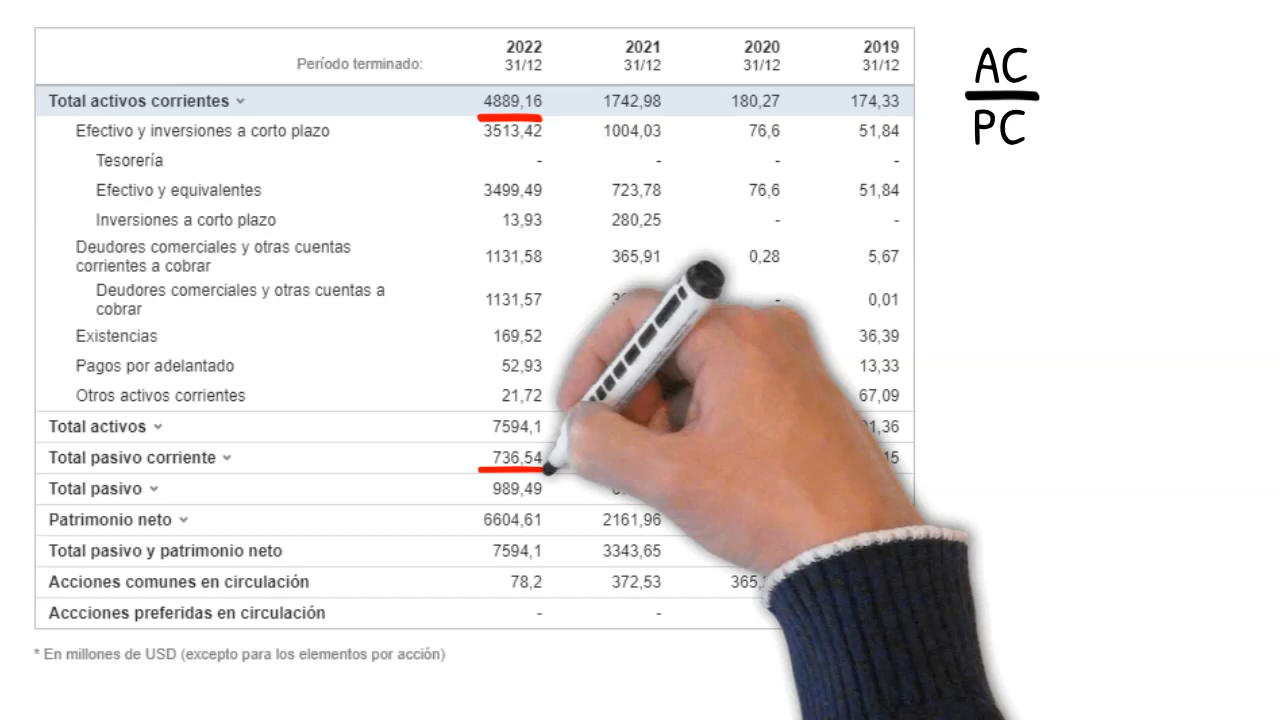 2022 2021 2020 2019
Período terminado: 31/12 31/12 31/12 31/12
Total activos corrientes 4889,16 1742,98 180,27 174,33
Efectivo y inversiones a corto plazo 3513,42 1004,03 76,6 51,84
Tesorería - - - -
Efectivo y equivalentes 3499,49 723,78 76,6 51,84
Inversiones a corto plazo 13,93 280,25 - -
Deudores comerciales y otras cuentas
corrientes a cobrar 1131,58 365,91 0,28 5,67
Deudores comerciales y otras cuentas a
cobrar 1131,57 - 0,01
Existencias 169,52 36,39
Pagos por adelantado 52,93 13,33
Otros activos corrientes 21,72 67,09
Total activos 7594,1
Total pasivo corriente 736,54
Total pasivo 989,49
Patrimonio neto 6604,61 2161,96
Total pasivo y patrimonio neto 7594,1 3343,65
Acciones comunes en circulación 78,2 372,53
Accciones preferidas en circulación - -
* En millones de USD (excepto para los elementos por acción)
AC
PC